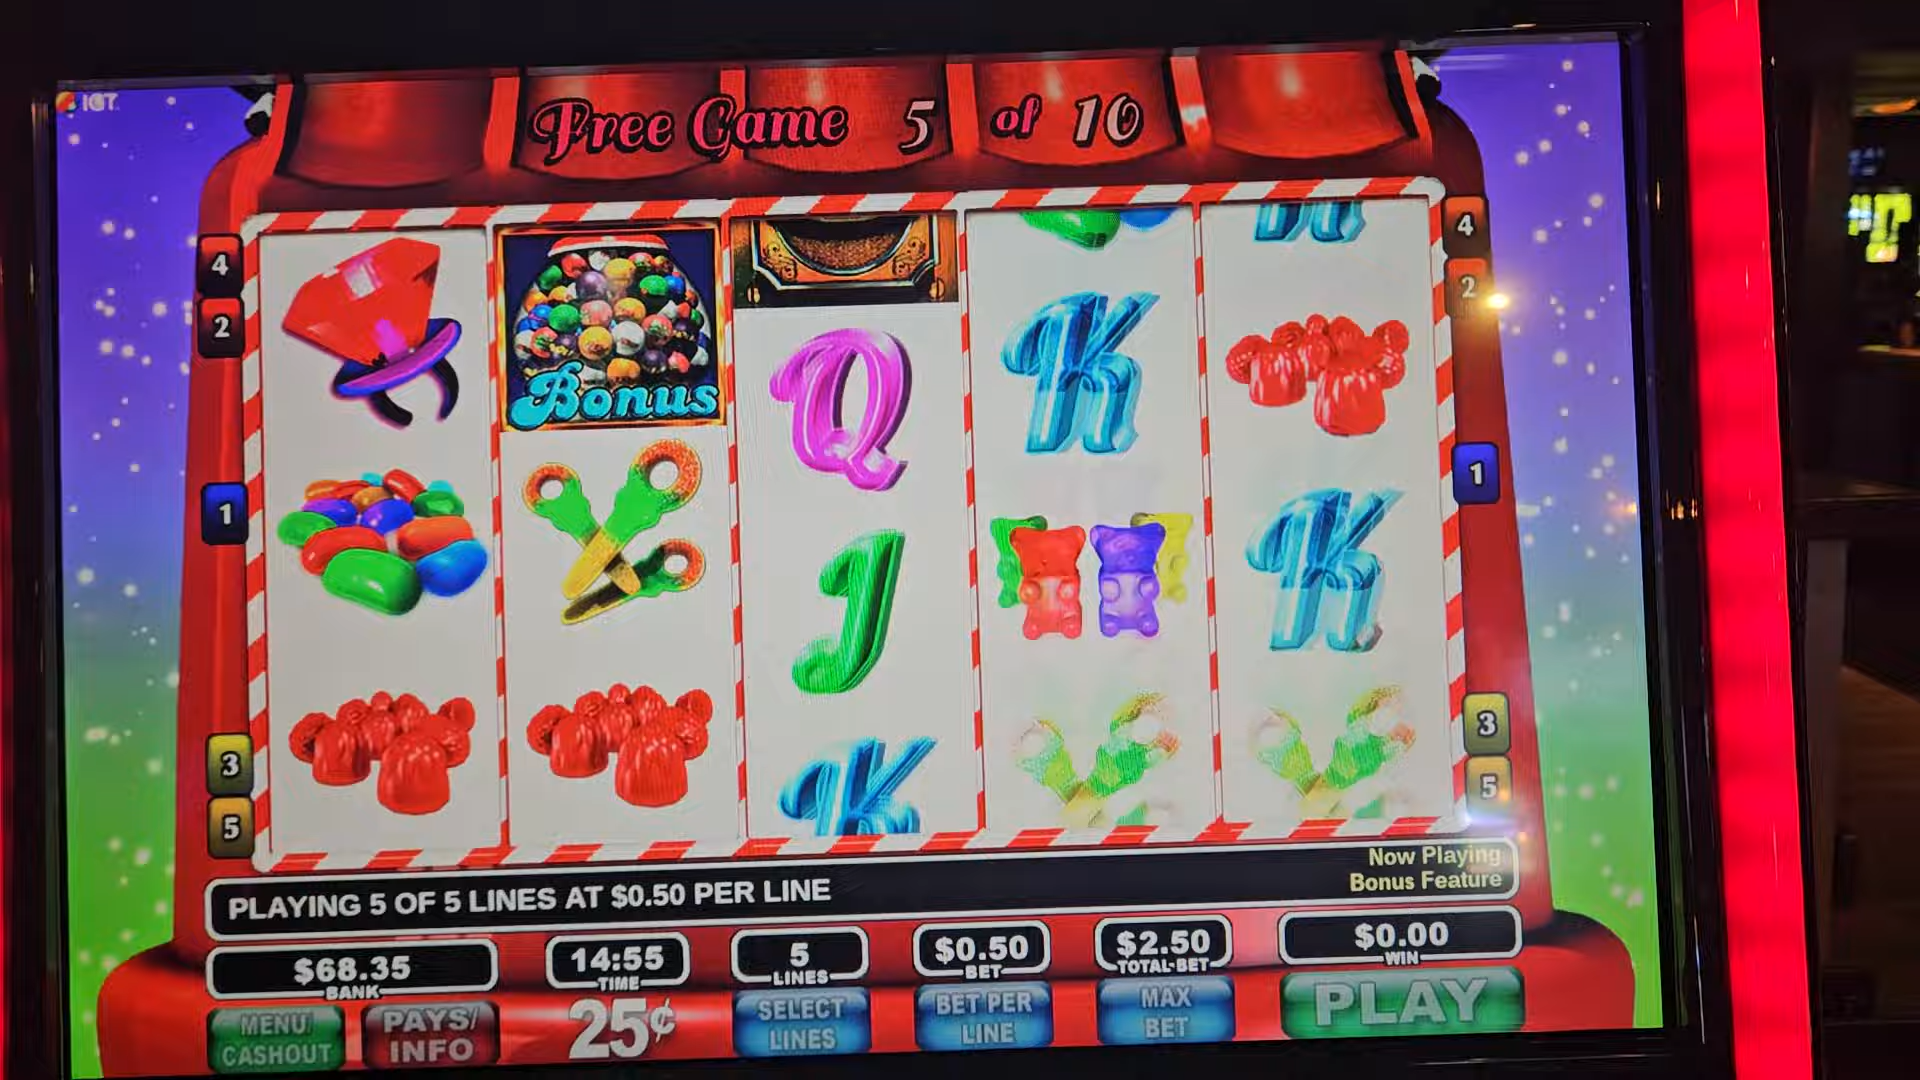 IGT
Free Game 5 of 10
4 4
2 2
Bonus
Q K
1 1
J K
3 3
K
5 5
Now Playing
Bonus Feature
PLAYING 5 OF 5 LINES AT $0.50 PER LINE
$68.35
BANK
14:55
TIME
5
LINES
$0.50
BET
$2.50
TOTAL BET
$0.00
WIN
MENU/
CASHOUT
PAYS/
INFO
25¢
SELECT
LINES
BET PER
LINE
MAX
BET
PLAY